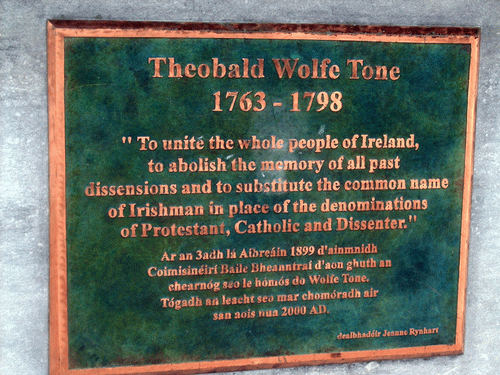 Theobald Wolfe Tone
1763 - 1798
" To unite the whole people of Ireland,
to abolish the memory of all past
dissensions and to substitute the common name
of Irishman in place of the denominations
of Protestant, Catholic and Dissenter."
Ar an 3adh lá Aibreáin 1899 d'ainmnidh
Coimisinéirí Baile Bheanntraí d'aon ghuth an
chearnóg seo le hómós do Wolfe Tone.
Tógadh an leacht seo mar chomóradh air
san aois nua 2000 AD.
dealbhadóir Jeanne Rynhart